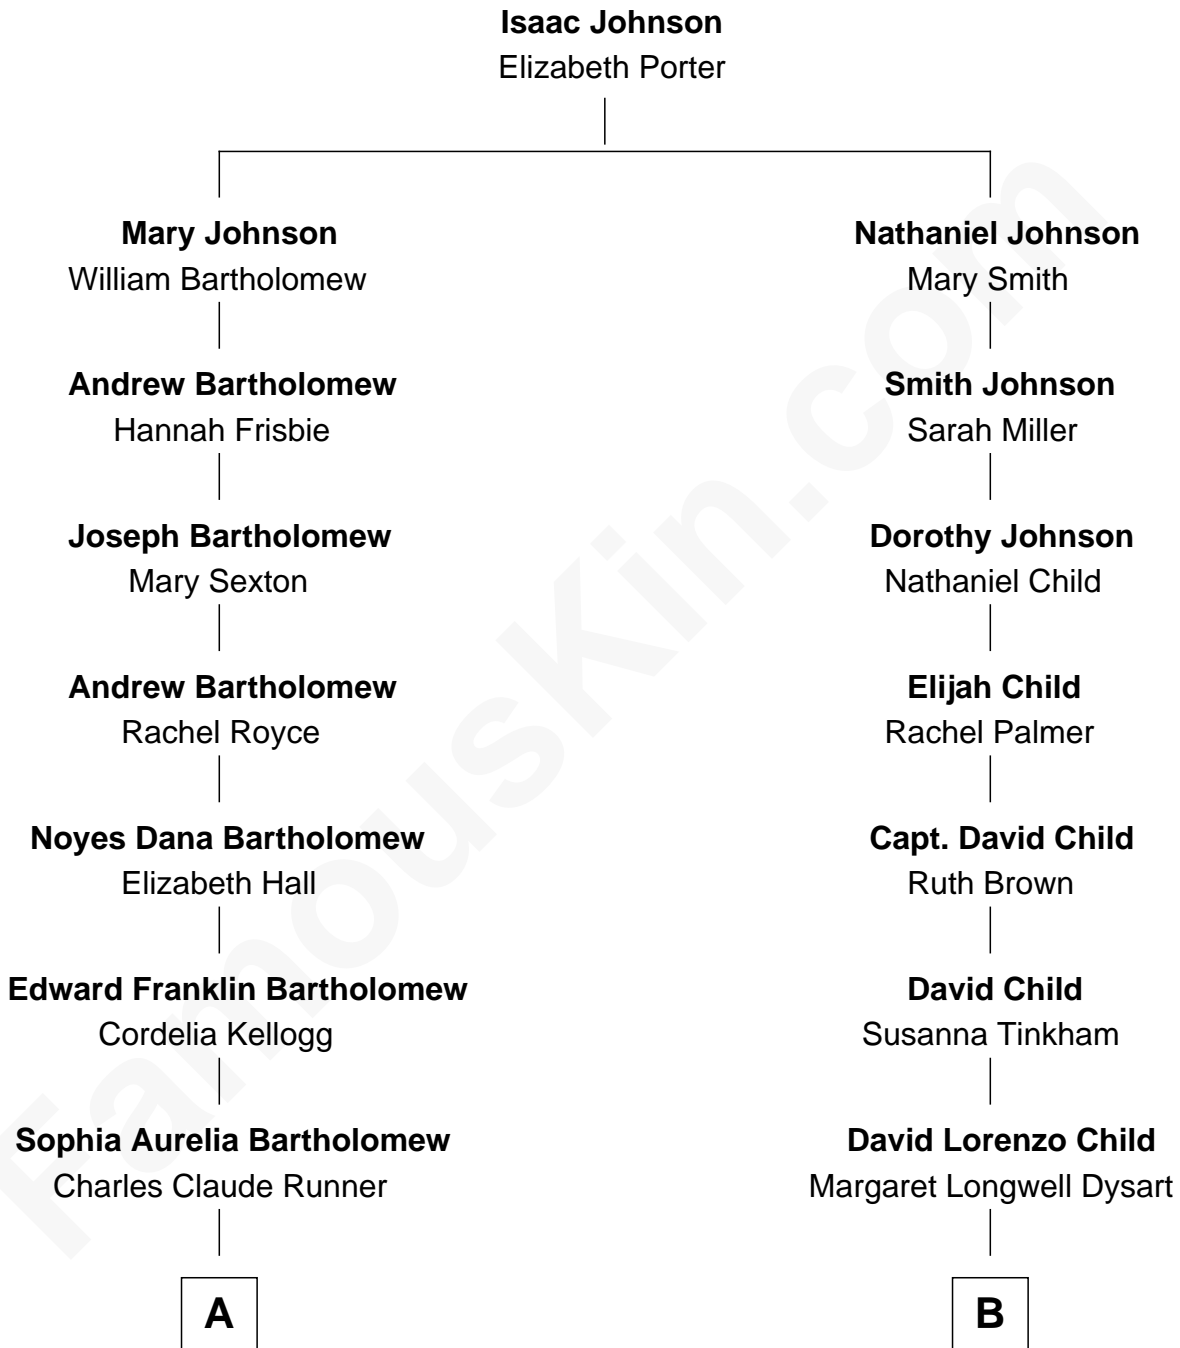 Isaac Johnson
Elizabeth Porter
Mary Johnson
William Bartholomew
Nathaniel Johnson
Mary Smith
Andrew Bartholomew
Hannah Frisbie
Smith Johnson
Sarah Miller
Joseph Bartholomew
Mary Sexton
Dorothy Johnson
Nathaniel Child
Andrew Bartholomew
Rachel Royce
Elijah Child
Rachel Palmer
Noyes Dana Bartholomew
Elizabeth Hall
Capt. David Child
Ruth Brown
Edward Franklin Bartholomew
Cordelia Kellogg
David Child
Susanna Tinkham
Sophia Aurelia Bartholomew
Charles Claude Runner
David Lorenzo Child
Margaret Longwell Dysart
A
B
FamousKin.com